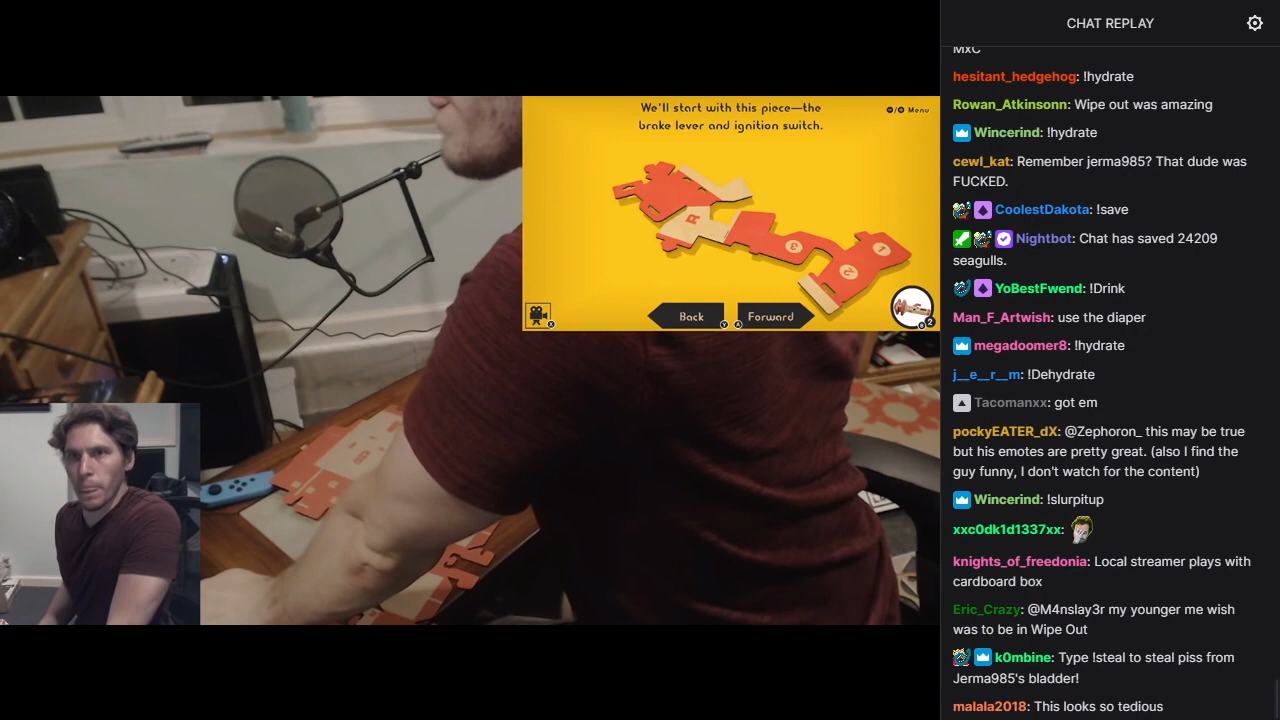 We'll start with this piece—the
brake lever and ignition switch.
Menu
R
3
2
1
Back
Forward
X
Y
A
2
CHAT REPLAY
MxC
hesitant_hedgehog: !hydrate
Rowan_Atkinsonn: Wipe out was amazing
Wincerind: !hydrate
cewl_kat: Remember jerma985? That dude was
FUCKED.
CoolestDakota: !save
Nightbot: Chat has saved 24209
seagulls.
YoBestFwend: !Drink
Man_F_Artwish: use the diaper
megadoomer8: !hydrate
j__e__r__m: !Dehydrate
Tacomanxx: got em
pockyEATER_dX: @Zephoron_ this may be true
but his emotes are pretty great. (also I find the
guy funny, I don't watch for the content)
Wincerind: !slurpitup
xxc0dk1d1337xx:
knights_of_freedonia: Local streamer plays with
cardboard box
Eric_Crazy: @M4nslay3r my younger me wish
was to be in Wipe Out
k0mbine: Type !steal to steal piss from
Jerma985's bladder!
malala2018: This looks so tedious